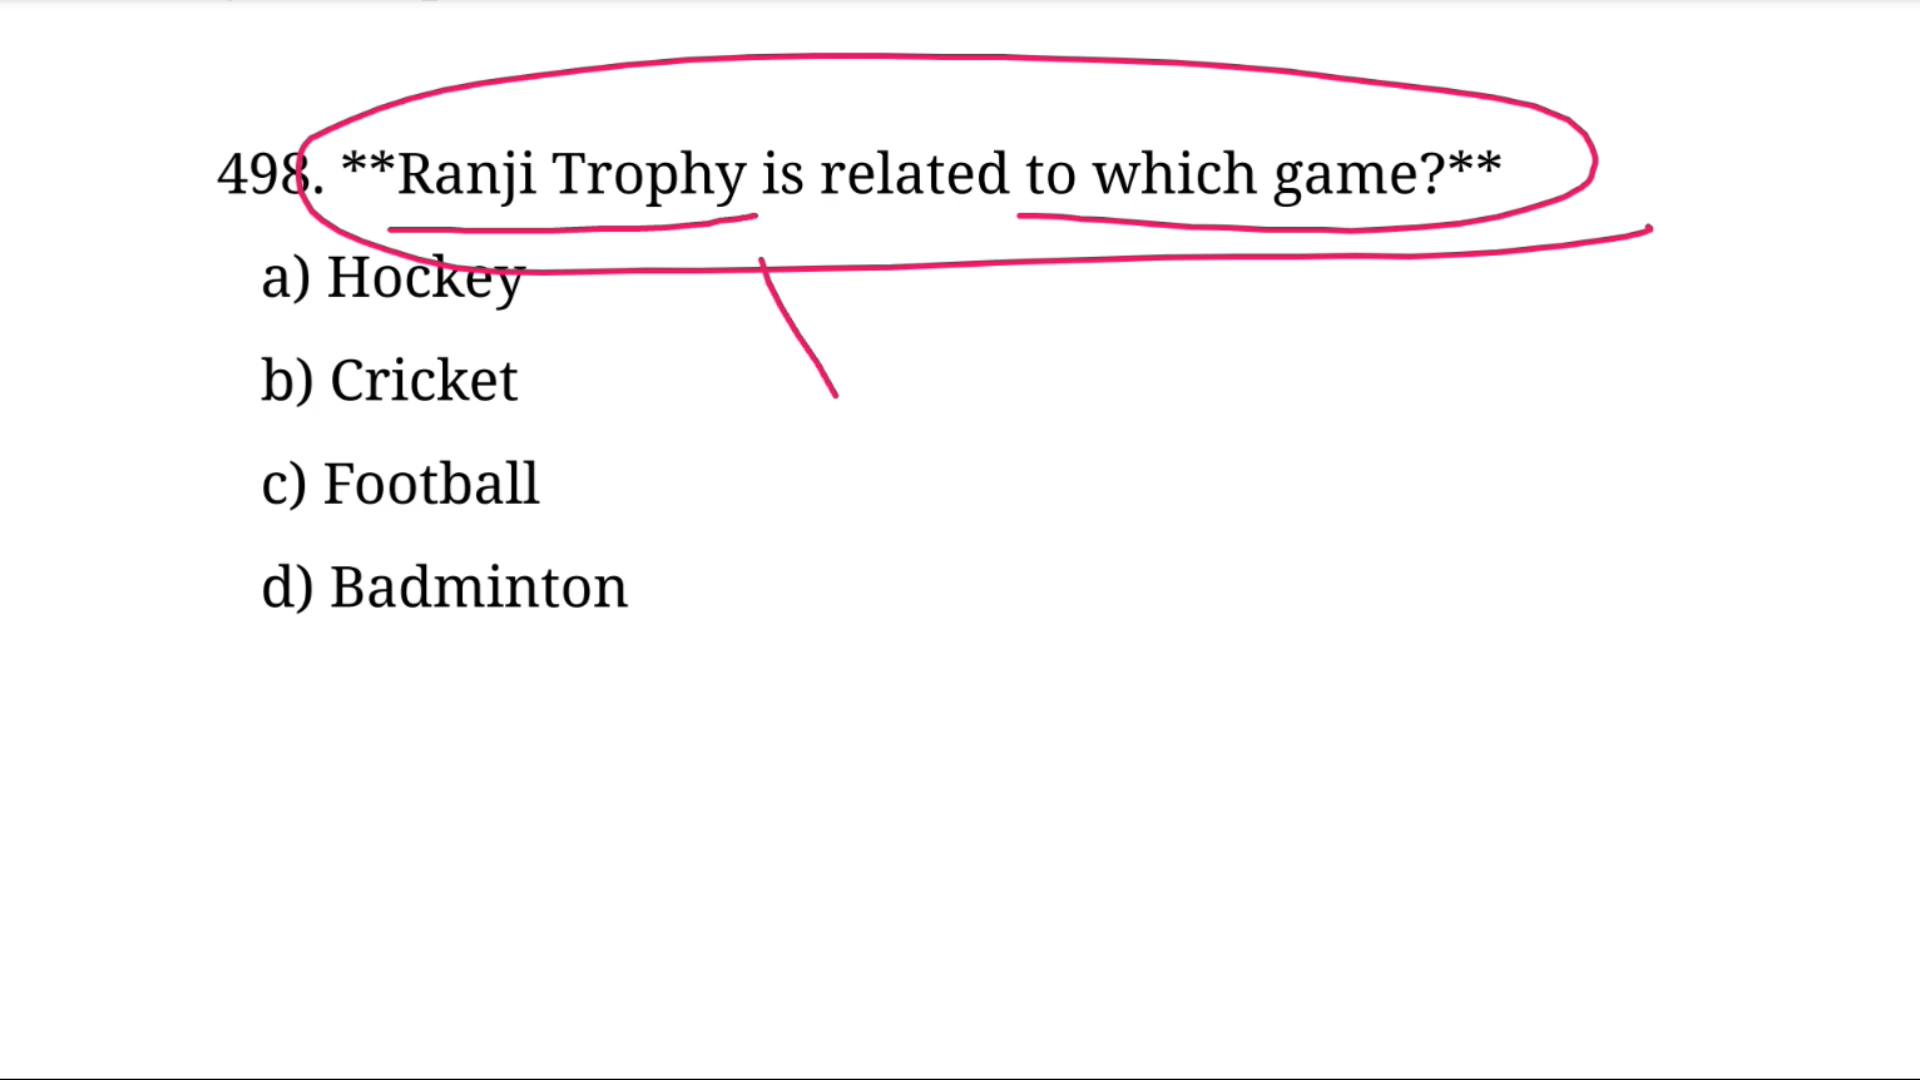 498. **Ranji Trophy is related to which game?**
a) Hockey
b) Cricket
c) Football
d) Badminton